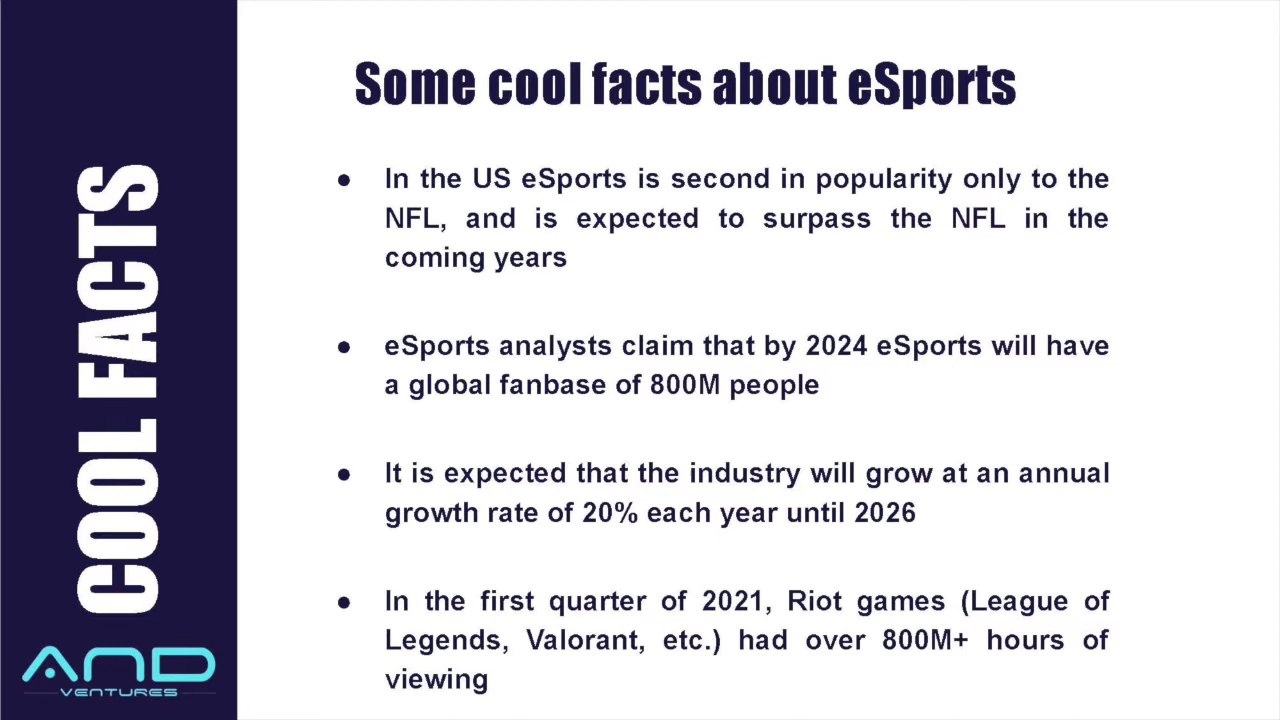 Some cool facts about eSports
COOL FACTS
● In the US eSports is second in popularity only to the
NFL, and is expected to surpass the NFL in the
coming years
● eSports analysts claim that by 2024 eSports will have
a global fanbase of 800M people
● It is expected that the industry will grow at an annual
growth rate of 20% each year until 2026
● In the first quarter of 2021, Riot games (League of
Legends, Valorant, etc.) had over 800M+ hours of
viewing
AND
VENTURES